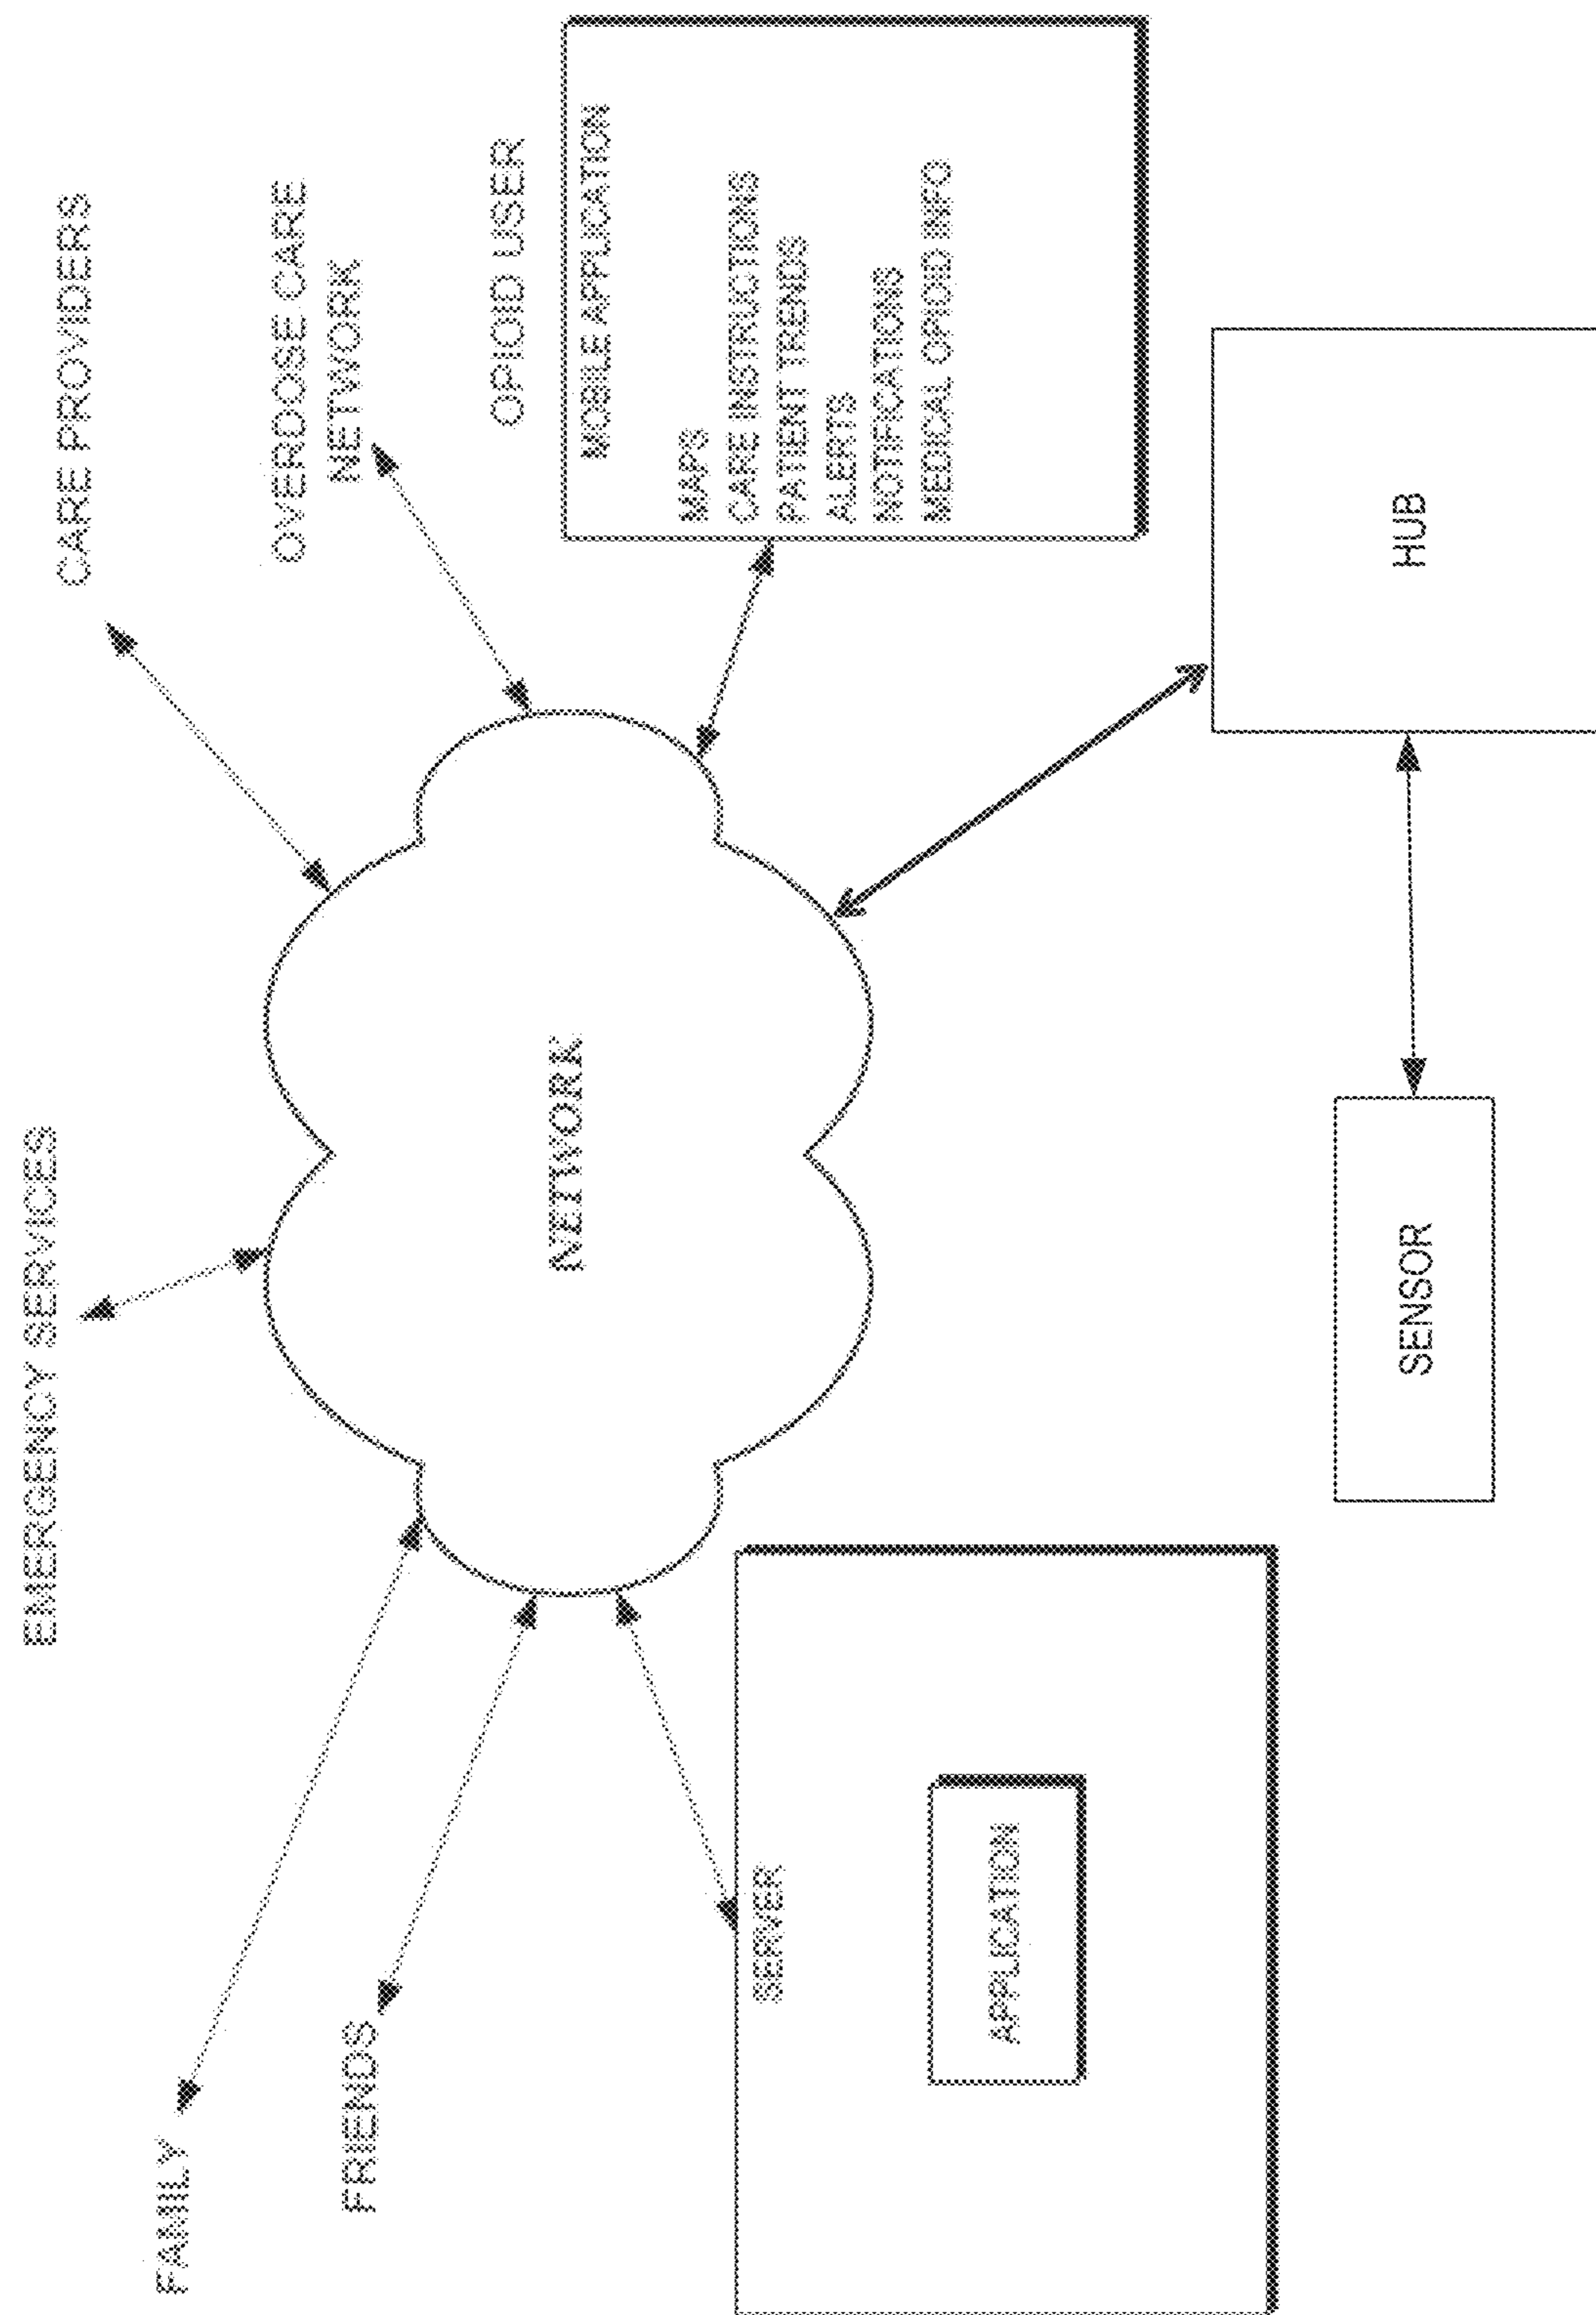 EMERGENCY SERVICES
CARE PROVIDERS
FAMILY
OVERDOSE CARE
NETWORK
FRIENDS
OPIOID USER
NETWORK
MOBILE APPLICATION
MAPS
CARE INSTRUCTIONS
PATIENT TRENDS
ALERTS
NOTIFICATIONS
MEDICAL OPIOID INFO
SERVER
APPLICATION
SENSOR
HUB